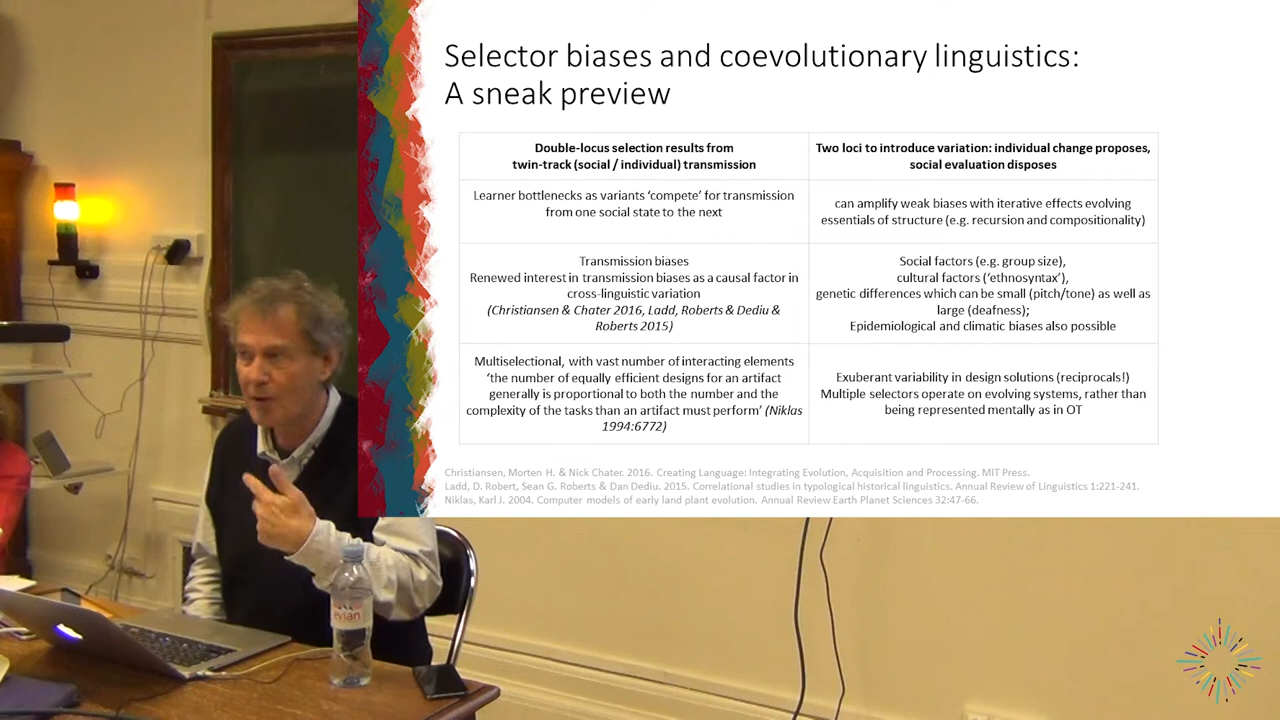 Selector biases and coevolutionary linguistics:
A sneak preview
Double-locus selection results from
twin-track (social / individual) transmission
Two loci to introduce variation: individual change proposes,
social evaluation disposes
Learner bottlenecks as variants ‘compete’ for transmission
from one social state to the next
can amplify weak biases with iterative effects evolving
essentials of structure (e.g. recursion and compositionality)
Transmission biases
Renewed interest in transmission biases as a causal factor in
cross-linguistic variation
(Christiansen & Chater 2016, Ladd, Roberts & Dediu &
Roberts 2015)
Social factors (e.g. group size),
cultural factors (‘ethnosyntax’),
genetic differences which can be small (pitch/tone) as well as
large (deafness);
Epidemiological and climatic biases also possible
Multiselectional, with vast number of interacting elements
‘the number of equally efficient designs for an artifact
generally is proportional to both the number and the
complexity of the tasks than an artifact must perform’ (Niklas
1994:6772)
Exuberant variability in design solutions (reciprocals!)
Multiple selectors operate on evolving systems, rather than
being represented mentally as in OT
Christiansen, Morten H. & Nick Chater. 2016. Creating Language: Integrating Evolution, Acquisition and Processing. MIT Press.
Ladd, D. Robert, Sean G. Roberts & Dan Dediu. 2015. Correlational studies in typological historical linguistics. Annual Review of Linguistics 1:221-241.
Niklas, Karl J. 2004. Computer models of early land plant evolution. Annual Review Earth Planet Sciences 32:47-66.
evian